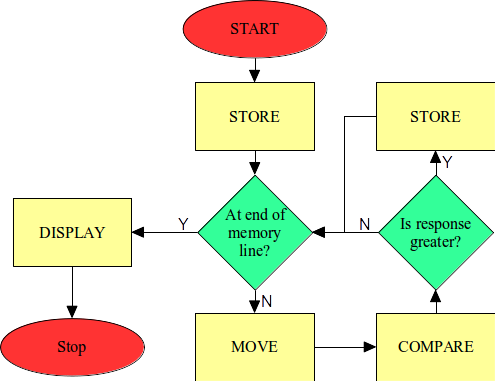 START
STORE
STORE
Y
At end of
memory
line?
Is response
greater?
Y
N
DISPLAY
N
Stop
MOVE
COMPARE